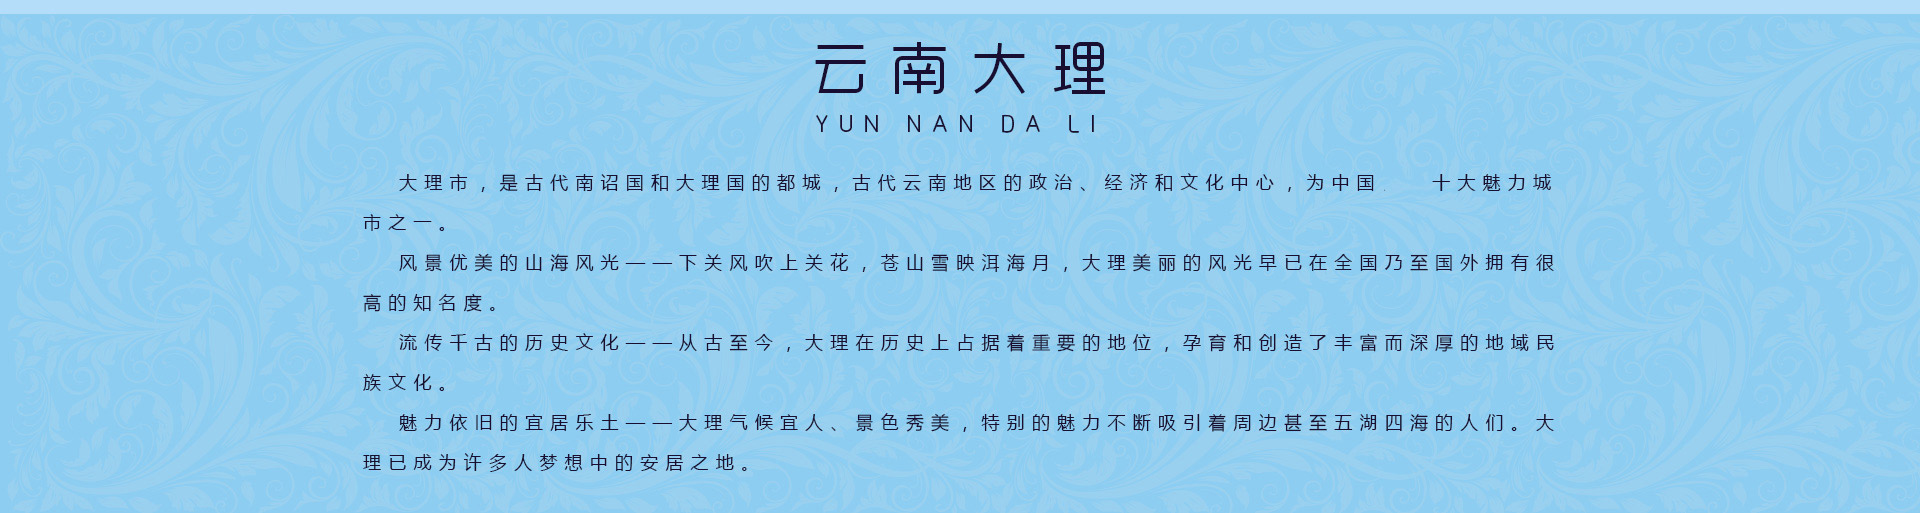 云南大理
YUN NAN DA LI
大理市，是古代南诏国和大理国的都城，古代云南地区的政治、经济和文化中心，为中国 十大魅力城
市之一。
风景优美的山海风光——下关风吹上关花，苍山雪映洱海月，大理美丽的风光早已在全国乃至国外拥有很
高的知名度。
流传千古的历史文化——从古至今，大理在历史上占据着重要的地位，孕育和创造了丰富而深厚的地域民
族文化。
魅力依旧的宜居乐土——大理气候宜人、景色秀美，特别的魅力不断吸引着周边甚至五湖四海的人们。大
理已成为许多人梦想中的安居之地。